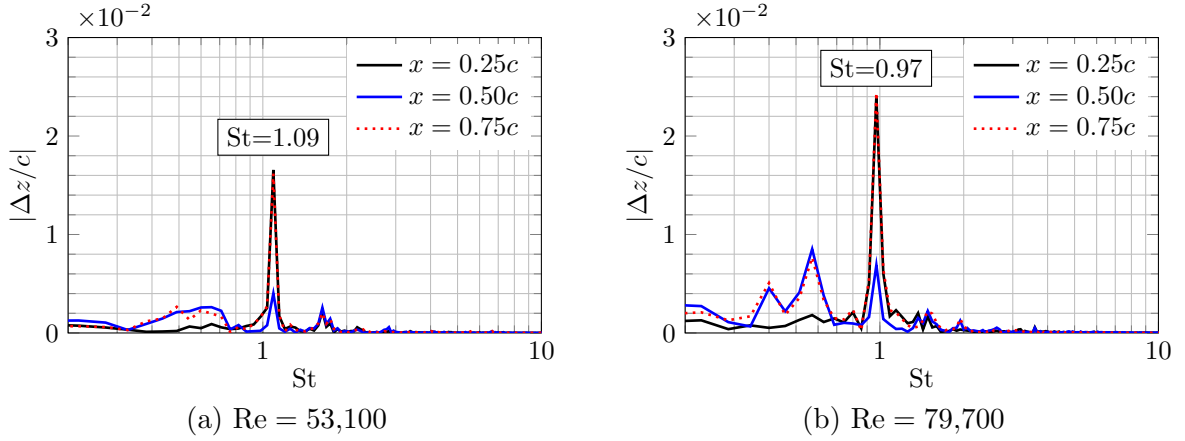 ×10⁻²
3
2
1
0
1
10
|Δz/c|
St
St=1.09
x = 0.25c
x = 0.50c
x = 0.75c
(a) Re = 53,100
×10⁻²
3
2
1
0
1
10
|Δz/c|
St
St=0.97
x = 0.25c
x = 0.50c
x = 0.75c
(b) Re = 79,700